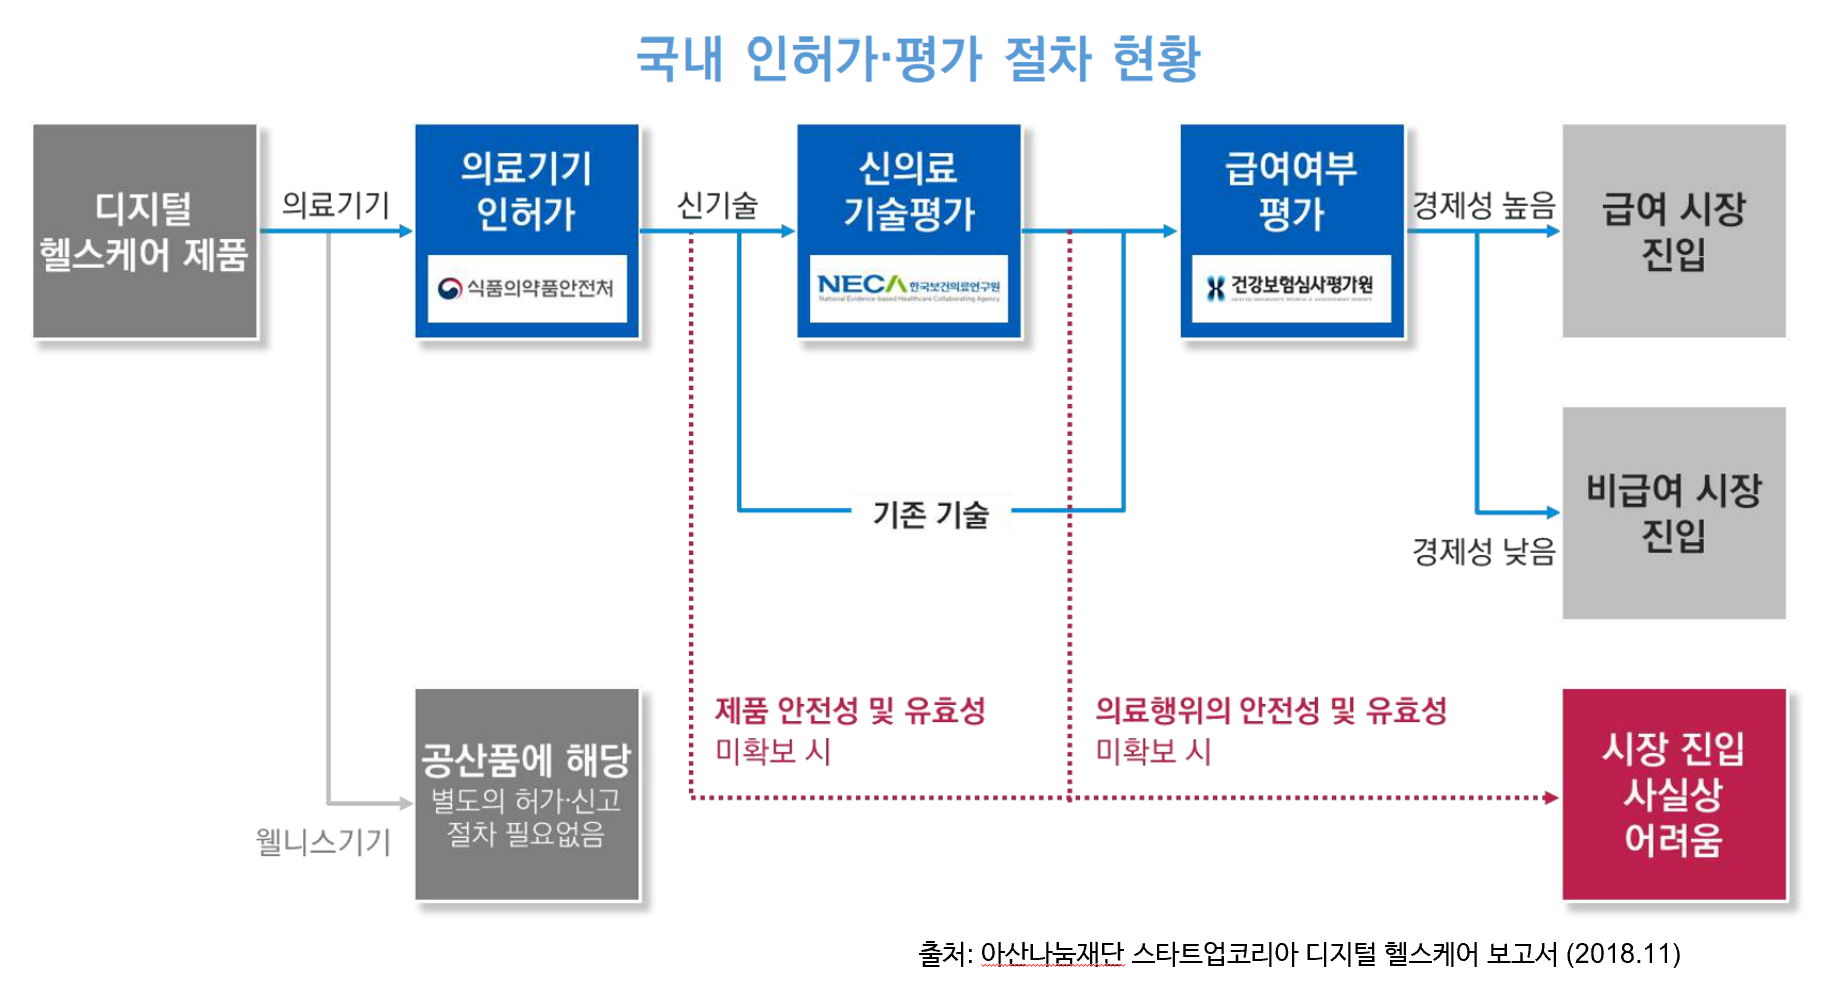 국내 인허가·평가 절차 현황
디지털
헬스케어 제품
의료기기
의료기기
인허가
식품의약품안전처
신기술
신의료
기술평가
NECA 한국보건의료연구원
National Evidence-based Healthcare Collaborating Agency
급여여부
평가
건강보험심사평가원
경제성 높음
급여 시장
진입
기존 기술
비급여 시장
진입
경제성 낮음
웰니스기기
공산품에 해당
별도의 허가·신고
절차 필요없음
제품 안전성 및 유효성
미확보 시
의료행위의 안전성 및 유효성
미확보 시
시장 진입
사실상
어려움
출처: 아산나눔재단 스타트업코리아 디지털 헬스케어 보고서 (2018.11)